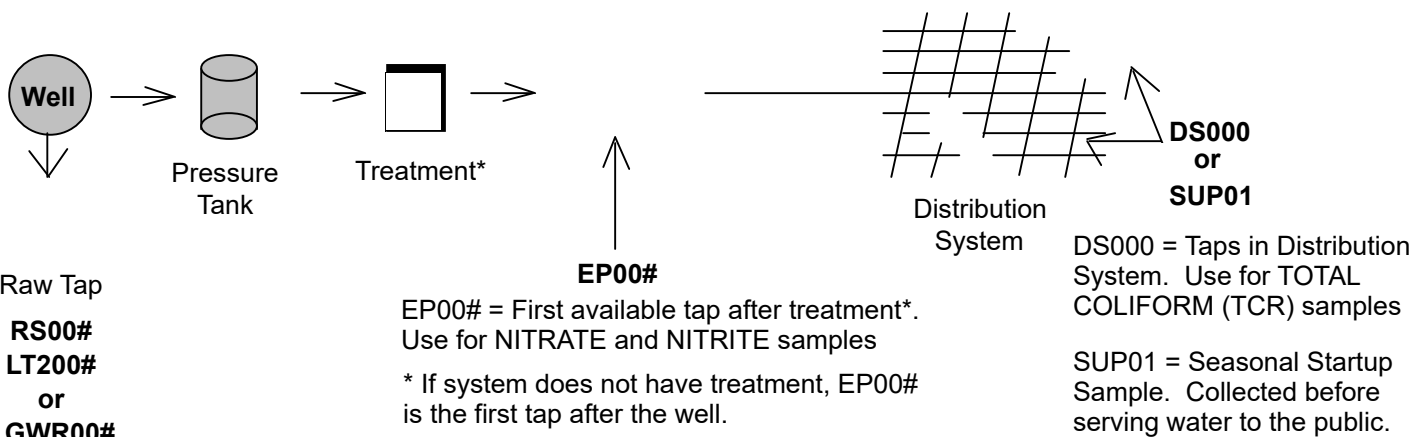 Well
Pressure
Tank
Treatment*
Raw Tap
RS00#
LT200#
or
GWR00#
EP00#
EP00# = First available tap after treatment*.
Use for NITRATE and NITRITE samples
* If system does not have treatment, EP00#
is the first tap after the well.
Distribution
System
DS000
or
SUP01
DS000 = Taps in Distribution
System. Use for TOTAL
COLIFORM (TCR) samples
SUP01 = Seasonal Startup
Sample. Collected before
serving water to the public.